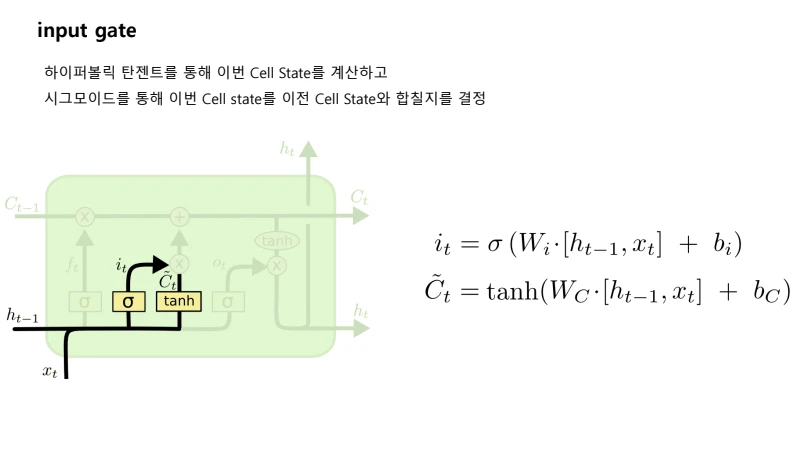 input gate
하이퍼볼릭 탄젠트를 통해 이번 Cell State를 계산하고
시그모이드를 통해 이번 Cell state를 이전 Cell State와 합칠지를 결정
h_t
C_{t-1}
C_t
x
+
tanh
f_t
i_t
C̃_t
x
o_t
x
σ
σ
tanh
σ
h_{t-1}
h_t
x_t
i_t = σ (W_i·[h_{t-1}, x_t] + b_i)
C̃_t = tanh(W_C·[h_{t-1}, x_t] + b_C)